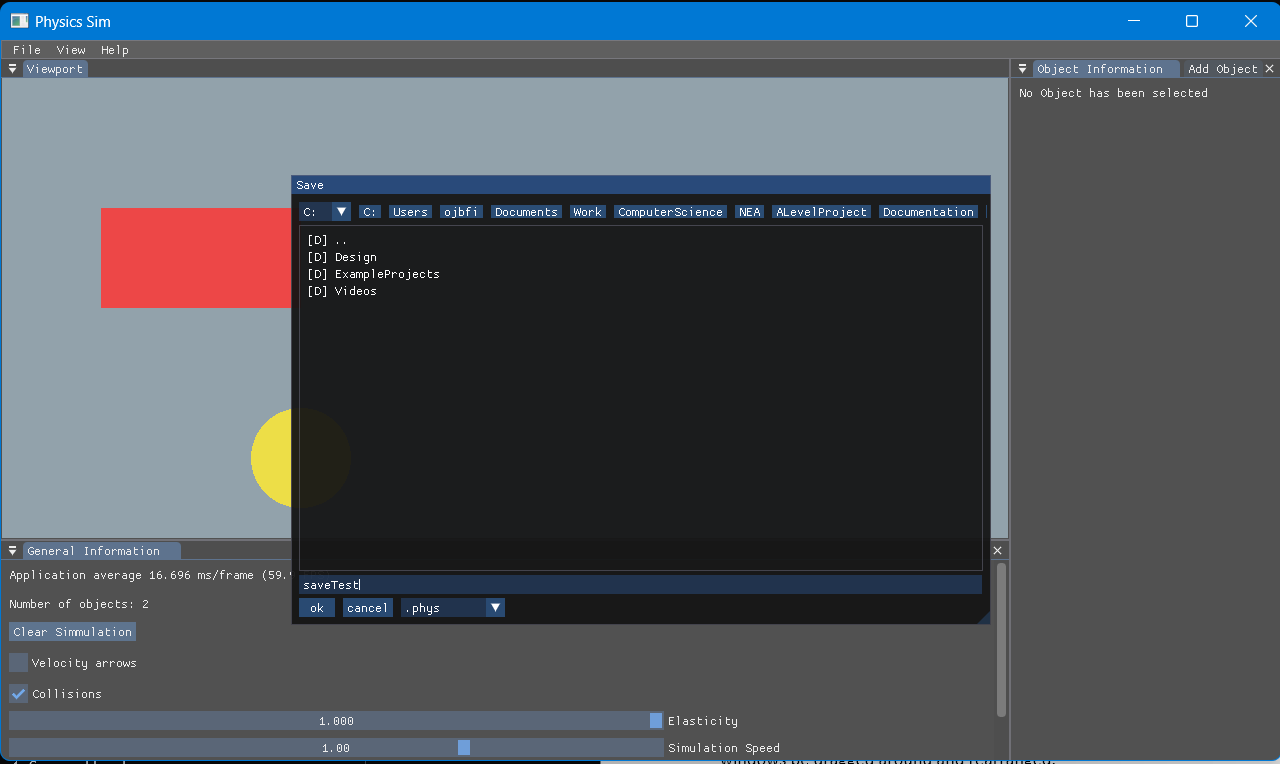 Physics Sim
File View Help
Viewport
Object Information Add Object
No Object has been selected
Save
C: C: Users ojbfi Documents Work ComputerScience NEA ALevelProject Documentation
[D] ..
[D] Design
[D] ExampleProjects
[D] Videos
saveTest
ok cancel .phys
General Information
Application average 16.696 ms/frame (59.
Number of objects: 2
Clear Simmulation
Velocity arrows
Collisions
1.000 Elasticity
1.00 Simulation Speed